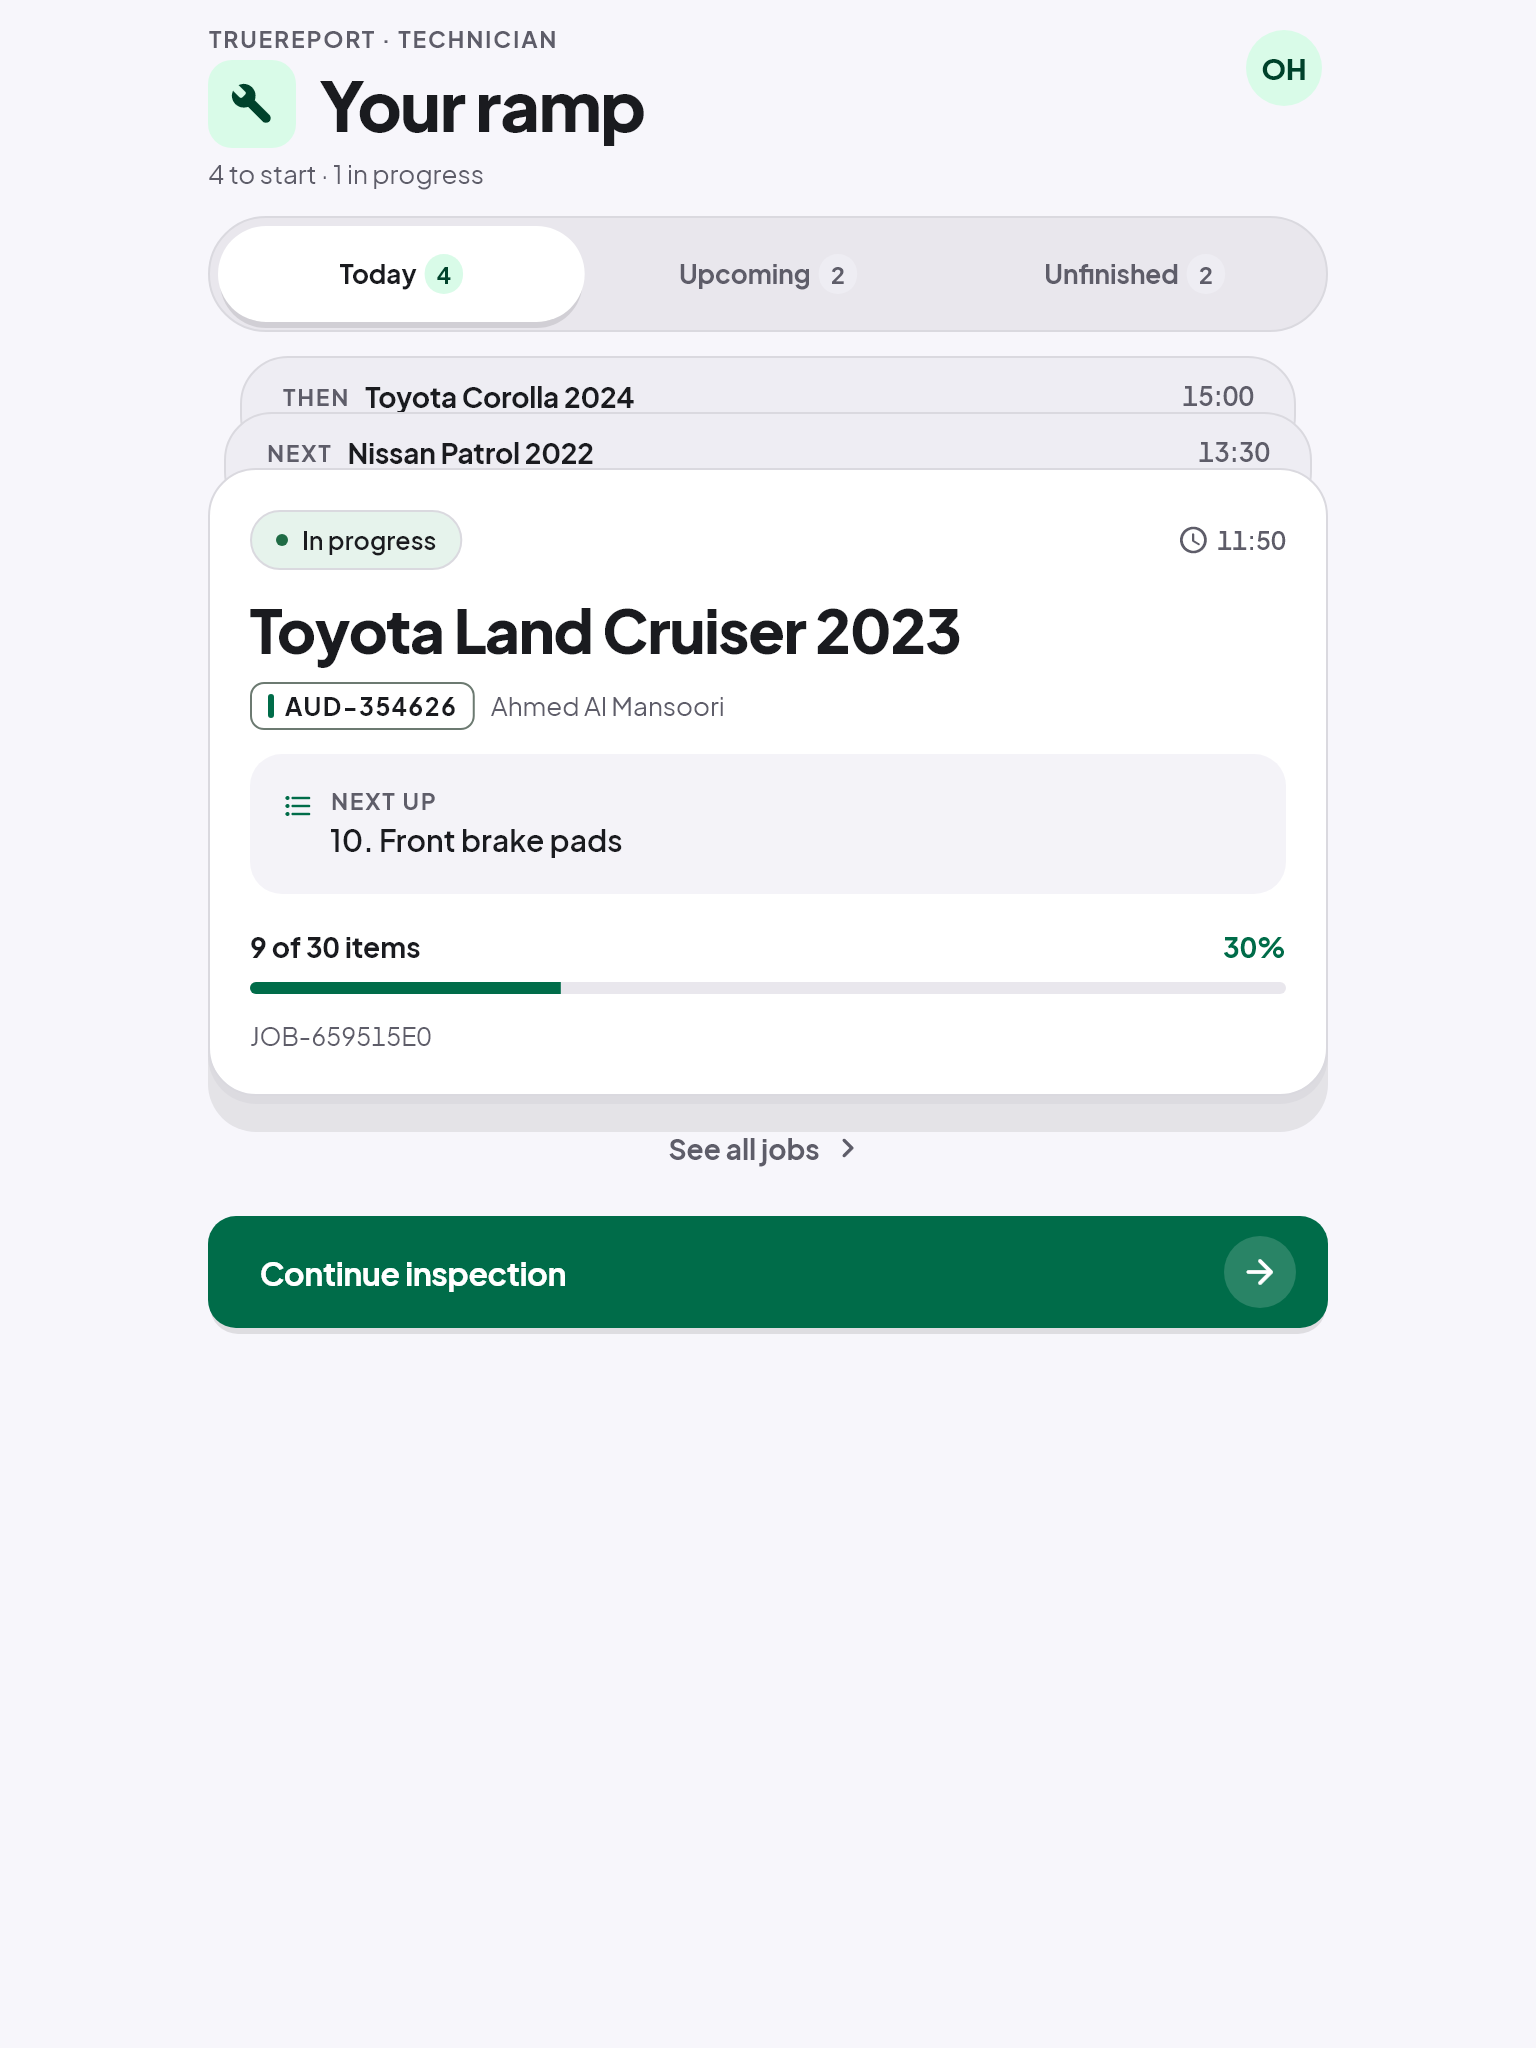 TRUEREPORT · TECHNICIAN
OH
Your ramp
4 to start · 1 in progress
Today 4
Upcoming 2
Unfinished 2
THEN Toyota Corolla 2024 15:00
NEXT Nissan Patrol 2022 13:30
In progress 11:50
Toyota Land Cruiser 2023
AUD-354626 Ahmed Al Mansoori
NEXT UP
10. Front brake pads
9 of 30 items 30%
JOB-659515E0
See all jobs
Continue inspection